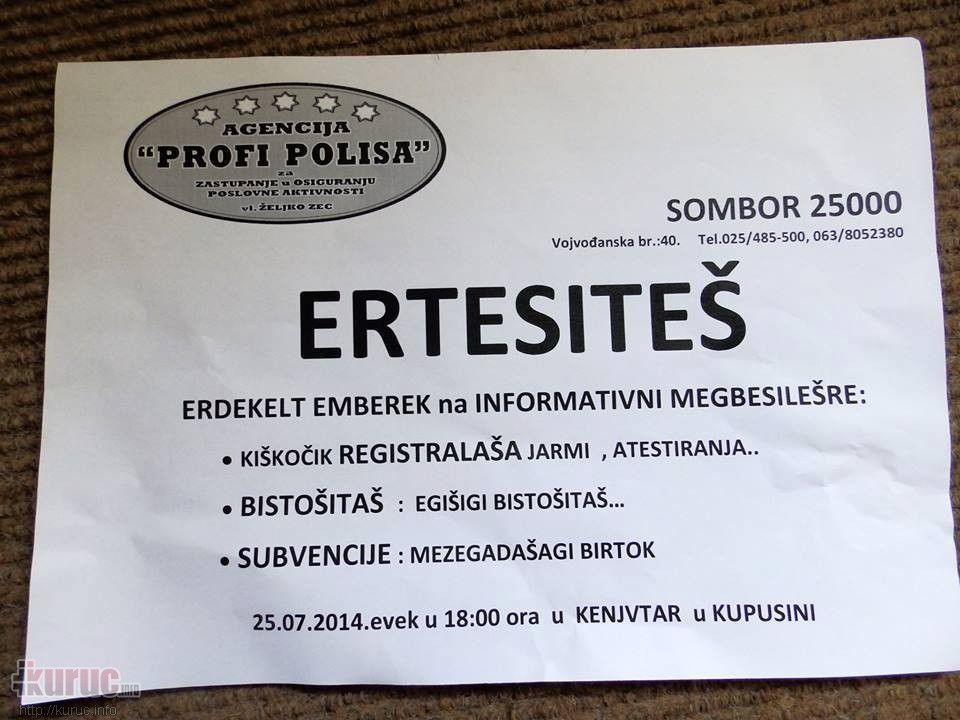 AGENCIJA
"PROFI POLISA"
za
ZASTUPANJE u OSIGURANJU
POSLOVNE AKTIVNOSTI
vl. ŽELJKO ZEC
SOMBOR 25000
Vojvođanska br.:40. Tel.025/485-500, 063/8052380
ERTESITEŠ
ERDEKELT EMBEREK na INFORMATIVNI MEGBESILEŠRE:
• KIŠKOČIK REGISTRALAŠA JARMI , ATESTIRANJA..
• BISTOŠITAŠ : EGIŠIGI BISTOŠITAŠ...
• SUBVENCIJE : MEZEGADAŠAGI BIRTOK
25.07.2014.evek u 18:00 ora u KENJVTAR u KUPUSINI
kuruc.info
http://kuruc.info